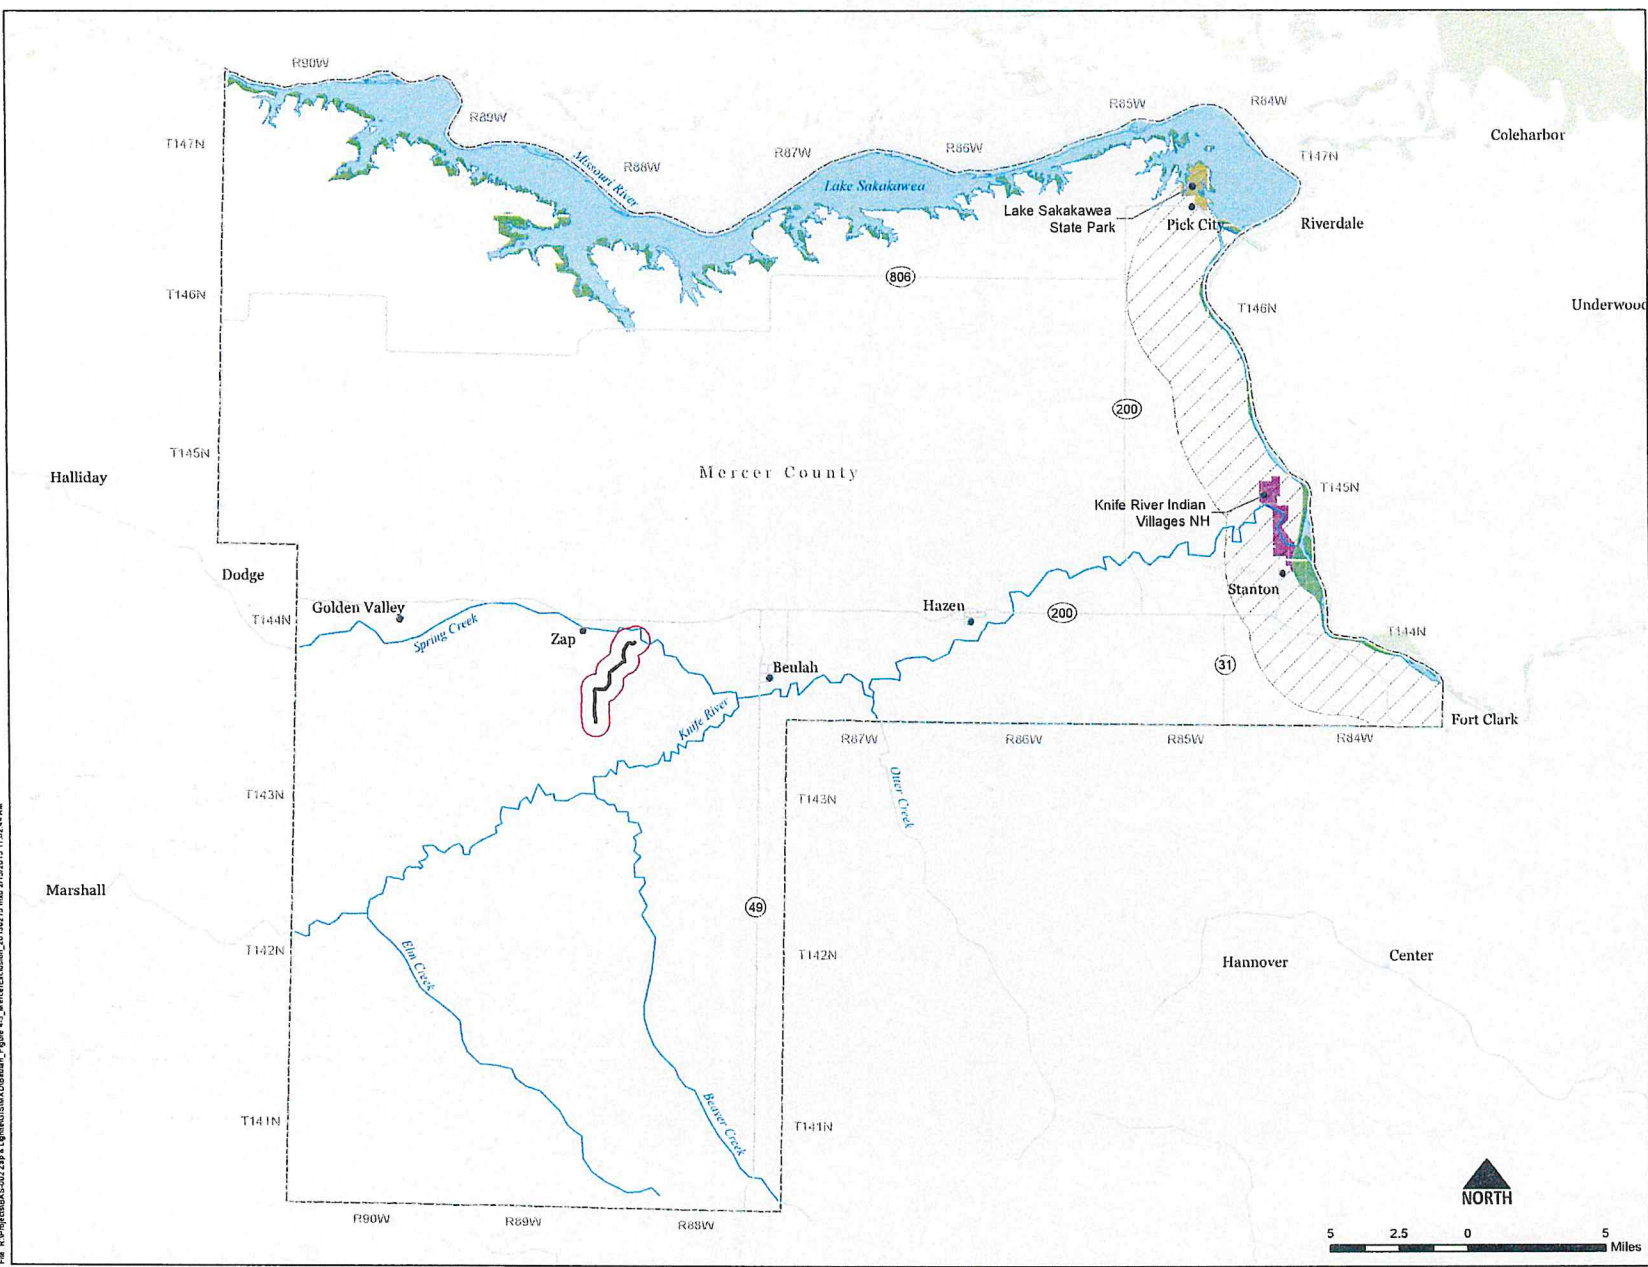 R90W
R89W
R88W
R87W
R86W
R85W
R84W
T147N
T147N
Coleharbor
Missouri River
Lake Sakakawea
Lake Sakakawea
State Park
Pick City
Riverdale
806
T146N
T146N
Underwood
200
T145N
Halliday
Mercer County
T145N
Knife River Indian
Villages NH
Dodge
Stanton
Golden Valley
Hazen
200
T144N
Spring Creek
Zap
T144N
Beulah
31
Knife River
Fort Clark
R87W
R86W
R85W
R84W
T143N
T143N
Otter Creek
Marshall
49
T142N
T142N
Elm Creek
Hannover
Center
T141N
T141N
Beaver Creek
NORTH
R90W
R89W
R88W
5 2.5 0 5
Miles